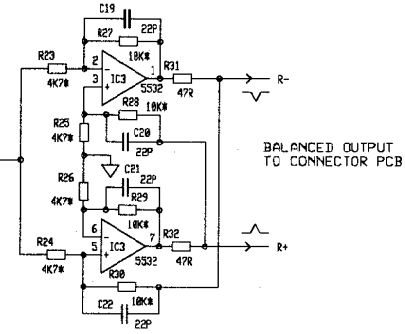 C19
22P
R27
10K*
R31
R23
4K7*
2
-
1
3
+
IC3
5532
47R
R-
R28
10K*
R25
4K7*
C20
22P
BALANCED OUTPUT
TO CONNECTOR PCB
C21
22P
R26
4K7*
R29
10K*
R32
R24
4K7*
6
-
7
5
+
IC3
5532
47R
R+
R30
10K*
C22
22P